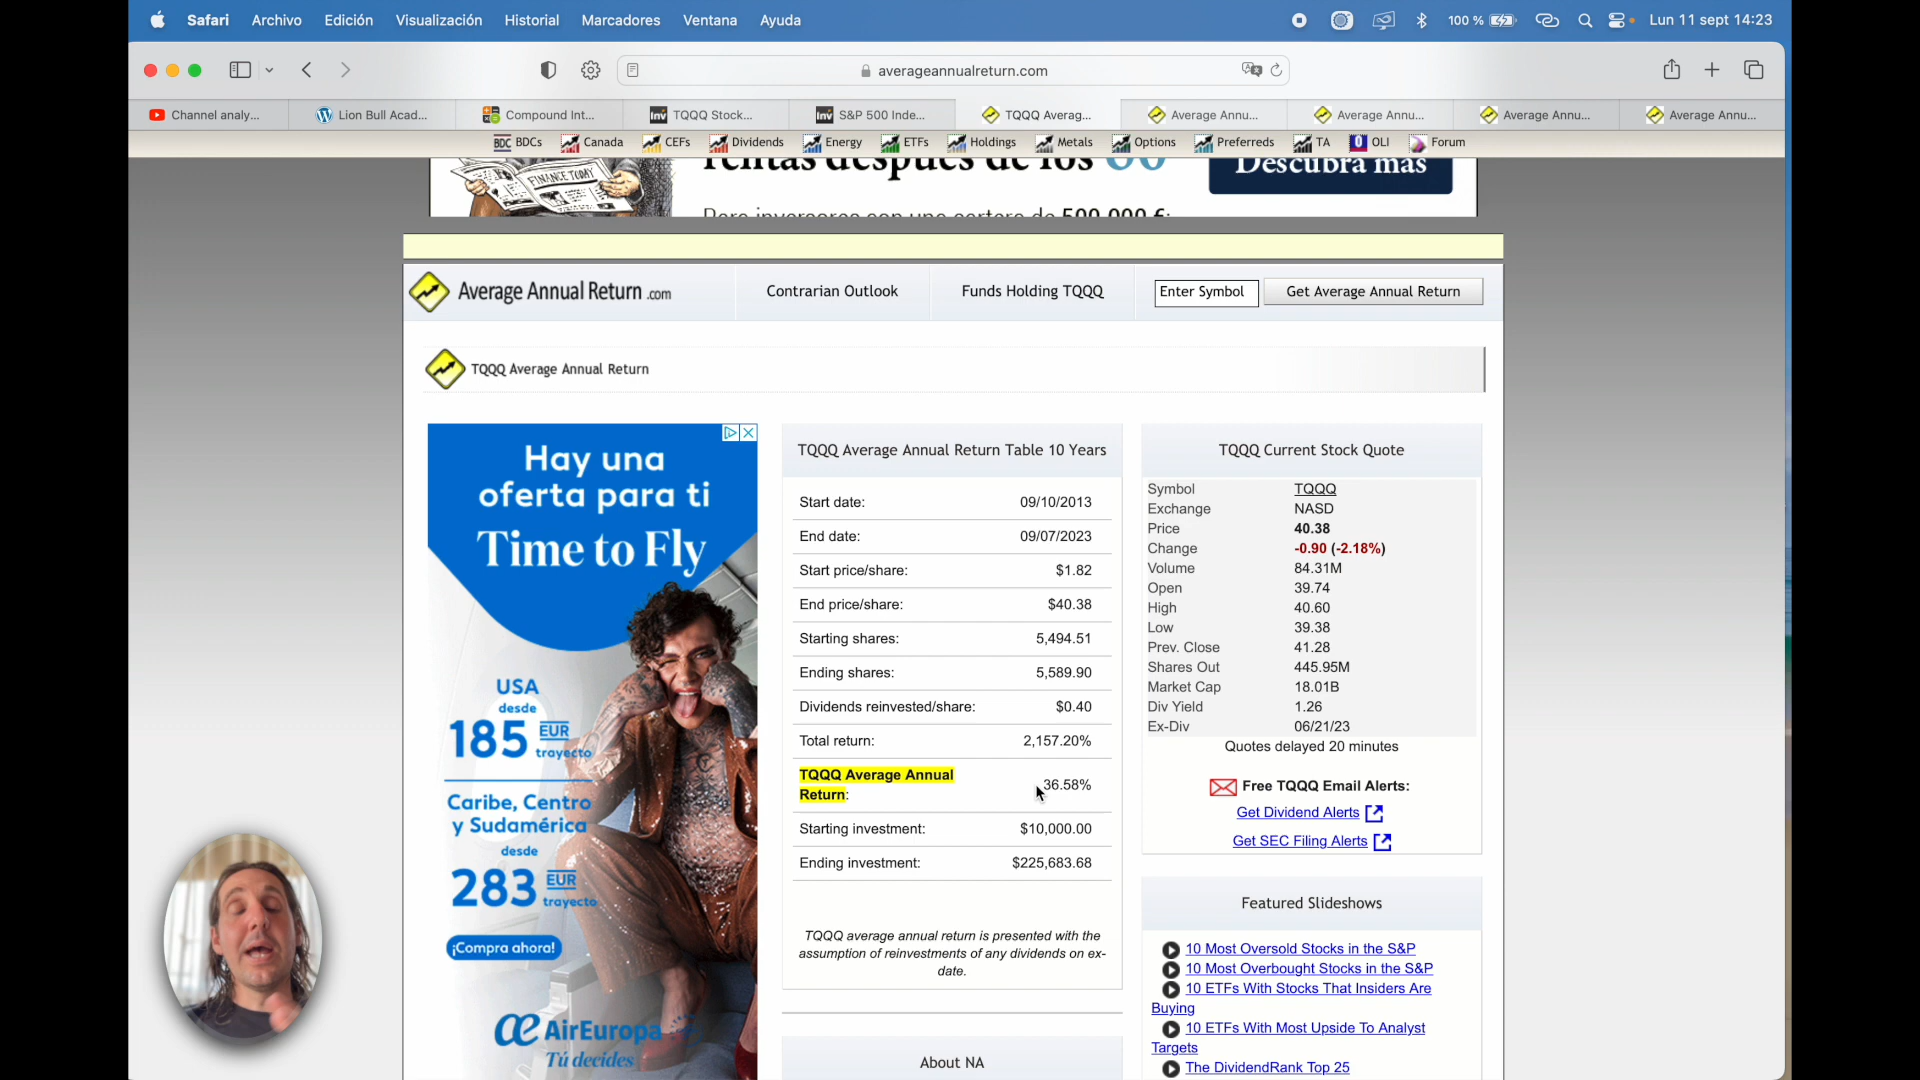 Safari Archivo Edición Visualización Historial Marcadores Ventana Ayuda
100 % Lun 11 sept 14:23
averageannualreturn.com
Channel analy... Lion Bull Acad... Compound Int... TQQQ Stock... S&P 500 Inde... TQQQ Averag... Average Annu... Average Annu... Average Annu... Average Annu...
BDC BDCs Canada CEFs Dividends Energy ETFs Holdings Metals Options Preferreds TA OLI Forum
FINANCE TODAY
rentas después de los 60
Descubra más
Para inversores con una cartera de 500.000 €:
Average Annual Return .com
Contrarian Outlook
Funds Holding TQQQ
Enter Symbol
Get Average Annual Return
TQQQ Average Annual Return
Hay una
oferta para ti
Time to Fly
USA
desde
185 EUR
trayecto
Caribe, Centro
y Sudamérica
desde
283 EUR
trayecto
¡Compra ahora!
AirEuropa
Tú decides
TQQQ Average Annual Return Table 10 Years
Start date: 09/10/2013
End date: 09/07/2023
Start price/share: $1.82
End price/share: $40.38
Starting shares: 5,494.51
Ending shares: 5,589.90
Dividends reinvested/share: $0.40
Total return: 2,157.20%
TQQQ Average Annual
Return: 36.58%
Starting investment: $10,000.00
Ending investment: $225,683.68
TQQQ average annual return is presented with the
assumption of reinvestments of any dividends on ex-
date.
About NA
TQQQ Current Stock Quote
Symbol TQQQ
Exchange NASD
Price 40.38
Change -0.90 (-2.18%)
Volume 84.31M
Open 39.74
High 40.60
Low 39.38
Prev. Close 41.28
Shares Out 445.95M
Market Cap 18.01B
Div Yield 1.26
Ex-Div 06/21/23
Quotes delayed 20 minutes
Free TQQQ Email Alerts:
Get Dividend Alerts
Get SEC Filing Alerts
Featured Slideshows
10 Most Oversold Stocks in the S&P
10 Most Overbought Stocks in the S&P
10 ETFs With Stocks That Insiders Are
Buying
10 ETFs With Most Upside To Analyst
Targets
The DividendRank Top 25